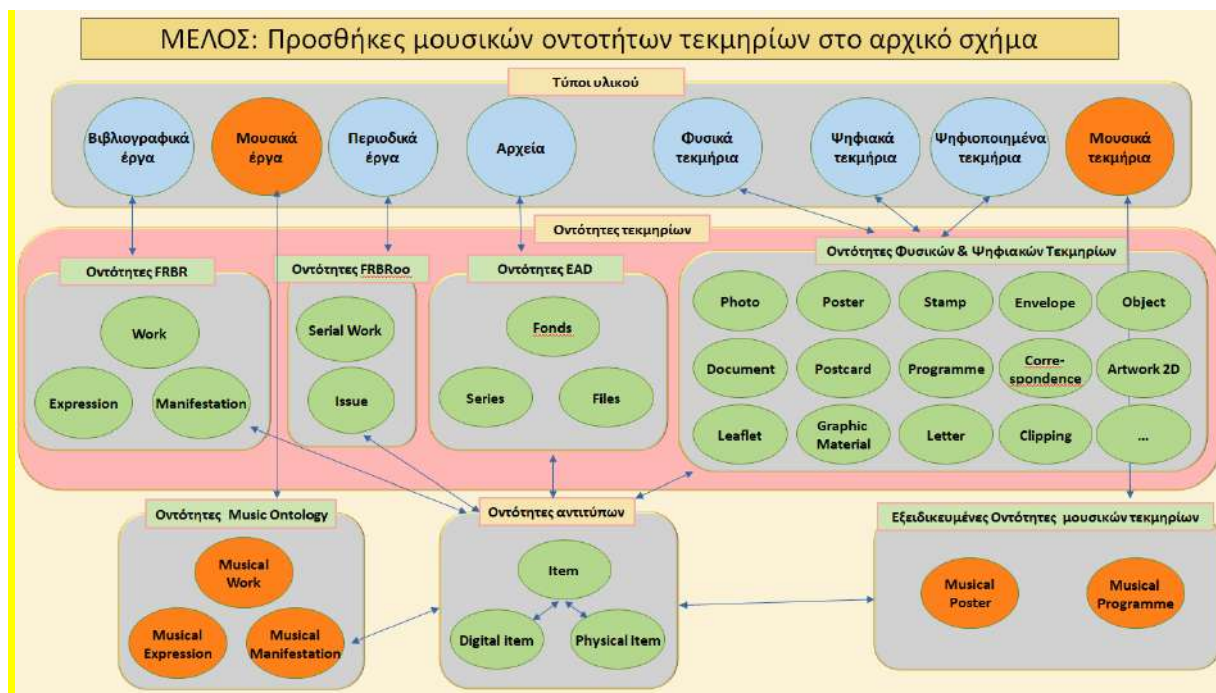 ΜΕΛΟΣ: Προσθήκες μουσικών οντοτήτων τεκμηρίων στο αρχικό σχήμα
Τύποι υλικού
Βιβλιογραφικά
έργα
Μουσικά
έργα
Περιοδικά
έργα
Αρχεία
Φυσικά
τεκμήρια
Ψηφιακά
τεκμήρια
Ψηφιοποιημένα
τεκμήρια
Μουσικά
τεκμήρια
Οντότητες τεκμηρίων
Οντότητες FRBR
Work
Expression
Manifestation
Οντότητες FRBRoo
Serial Work
Issue
Οντότητες EAD
Fonds
Series
Files
Οντότητες Φυσικών & Ψηφιακών Τεκμηρίων
Photo
Poster
Stamp
Envelope
Object
Document
Postcard
Programme
Corre-
spondence
Artwork 2D
Leaflet
Graphic
Material
Letter
Clipping
...
Οντότητες Music Ontology
Musical
Work
Musical
Expression
Musical
Manifestation
Οντότητες αντιτύπων
Item
Digital item
Physical Item
Εξειδικευμένες Οντότητες μουσικών τεκμηρίων
Musical
Poster
Musical
Programme